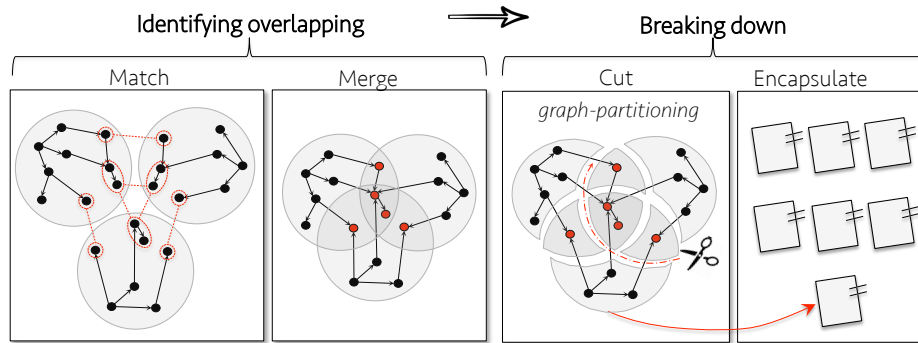 Identifying overlapping
Breaking down
Match
Merge
Cut
Encapsulate
graph-partitioning